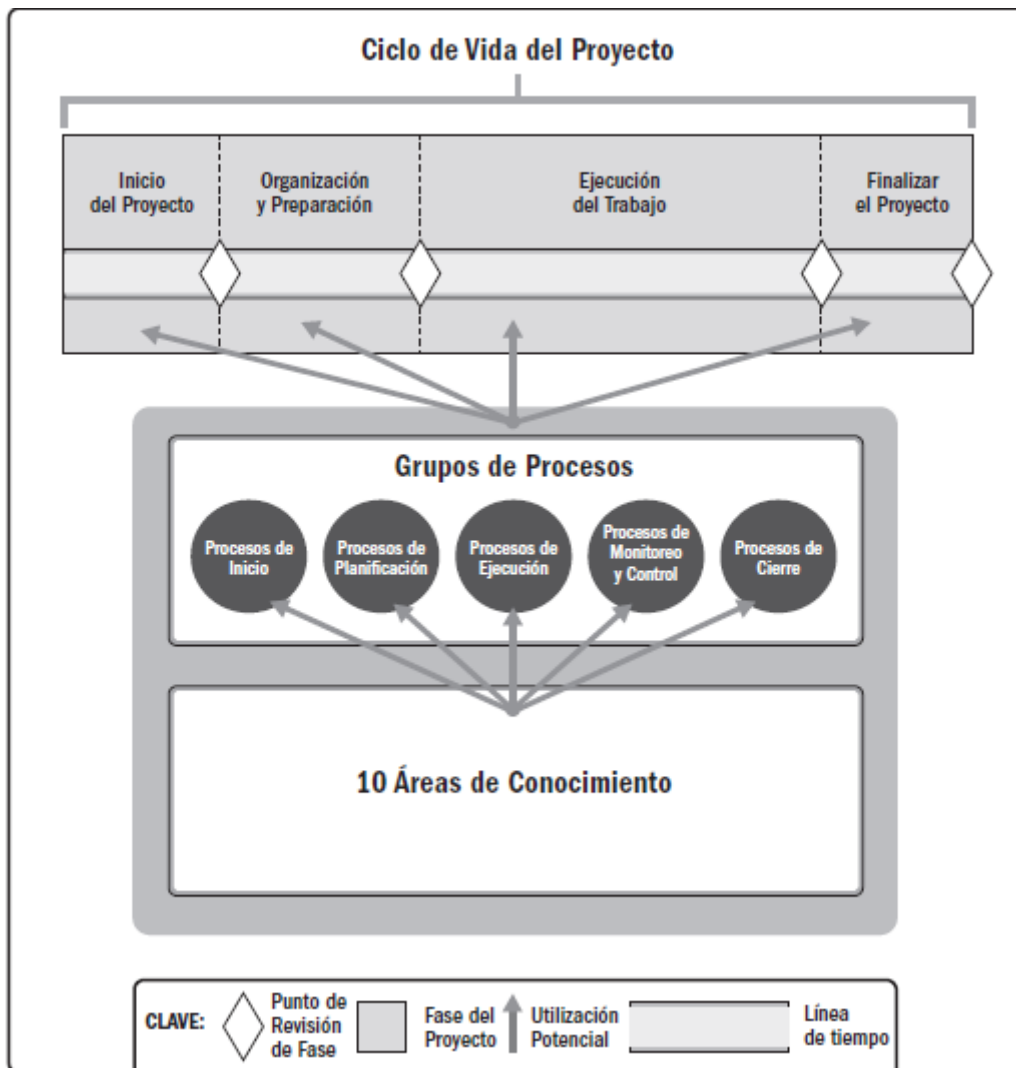 Ciclo de Vida del Proyecto
Inicio
del Proyecto
Organización
y Preparación
Ejecución
del Trabajo
Finalizar
el Proyecto
Grupos de Procesos
Procesos de
Inicio
Procesos de
Planificación
Procesos de
Ejecución
Procesos de
Monitoreo
y Control
Procesos de
Cierre
10 Áreas de Conocimiento
CLAVE:
Punto de
Revisión
de Fase
Fase del
Proyecto
Utilización
Potencial
Línea
de tiempo